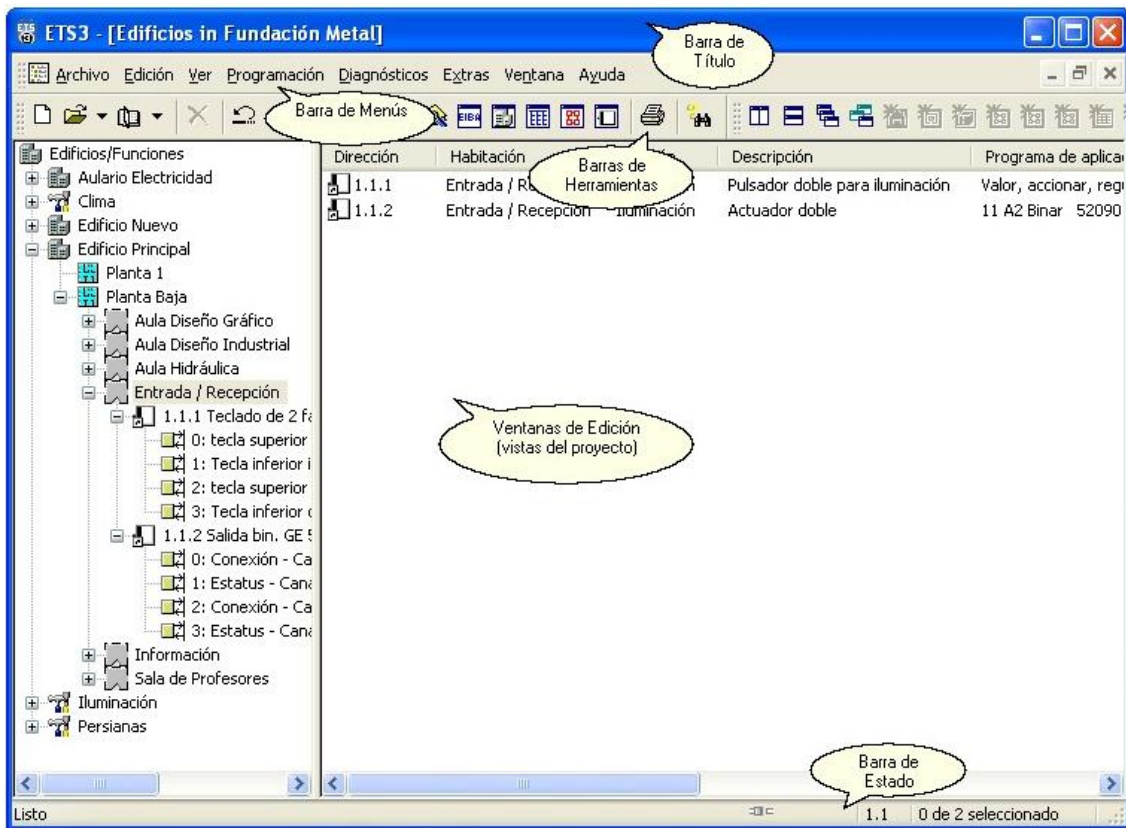 ETS3 - [Edificios in Fundación Metal]
Barra de
Título
Archivo Edición Ver Programación Diagnósticos Extras Ventana Ayuda
Barra de Menús
EIBA
Barras de
Herramientas
Edificios/Funciones
Aulario Electricidad
Clima
Edificio Nuevo
Edificio Principal
Planta 1
Planta Baja
Aula Diseño Gráfico
Aula Diseño Industrial
Aula Hidráulica
Entrada / Recepción
1.1.1 Teclado de 2 fa
0: tecla superior
1: Tecla inferior i
2: tecla superior
3: Tecla inferior
1.1.2 Salida bin. GE
0: Conexión - Ca
1: Estatus - Cana
2: Conexión - Ca
3: Estatus - Cana
Información
Sala de Profesores
Iluminación
Persianas
Dirección Habitación Descripción Programa de aplica
1.1.1 Entrada / Pulsador doble para iluminación Valor, accionar, reg
1.1.2 Entrada / Recepción Iluminación Actuador doble 11 A2 Binar 52090
Ventanas de Edición
(vistas del proyecto)
Barra de
Estado
Listo 1.1 0 de 2 seleccionado